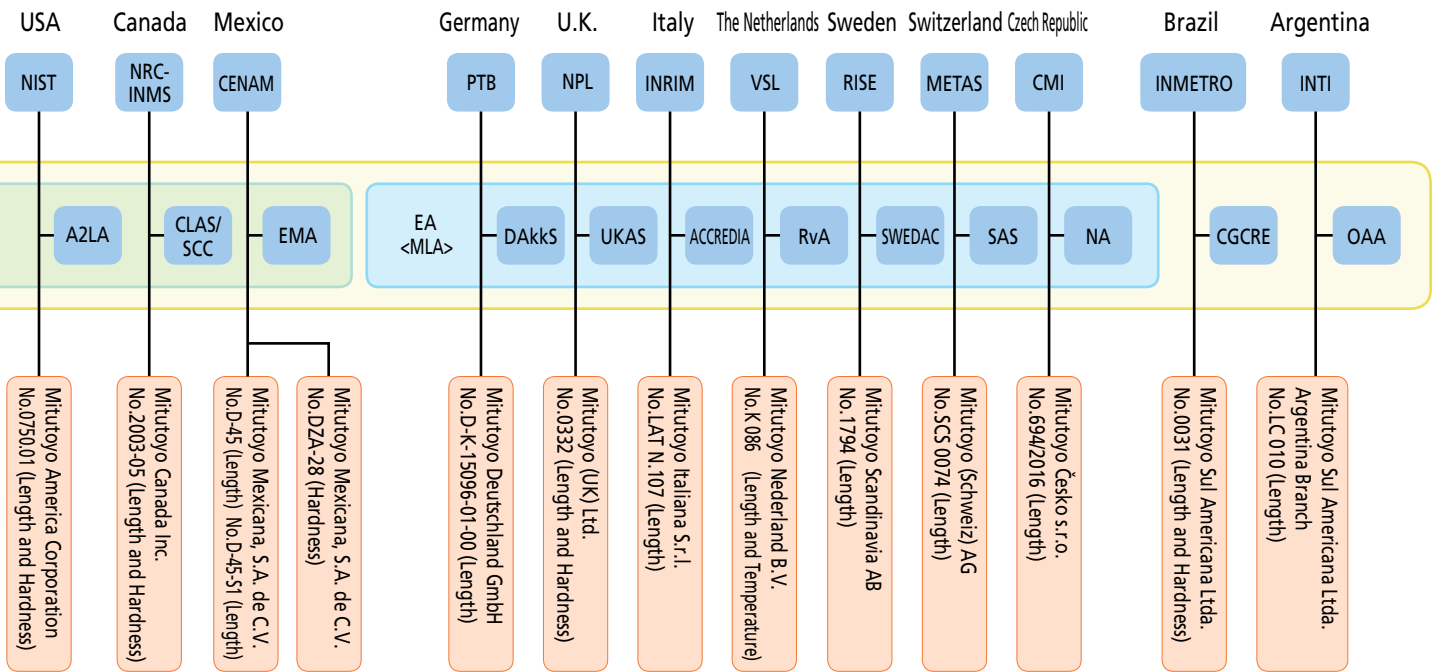 USA
Canada
Mexico
Germany
U.K.
Italy
The Netherlands
Sweden
Switzerland
Czech Republic
Brazil
Argentina
NIST
NRC-
INMS
CENAM
PTB
NPL
INRIM
VSL
RISE
METAS
CMI
INMETRO
INTI
A2LA
CLAS/
SCC
EMA
EA
<MLA>
DAkkS
UKAS
ACCREDIA
RvA
SWEDAC
SAS
NA
CGCRE
OAA
Mitutoyo America Corporation
No.0750.01 (Length and Hardness)
Mitutoyo Canada Inc.
No.2003-05 (Length and Hardness)
Mitutoyo Mexicana, S.A. de C.V.
No.D-45 (Length) No.D-45-S1 (Length)
Mitutoyo Mexicana, S.A. de C.V.
No.DZA-28 (Hardness)
Mitutoyo Deutschland GmbH
No.D-K-15096-01-00 (Length)
Mitutoyo (UK) Ltd.
No.0332 (Length and Hardness)
Mitutoyo Italiana S.r.l.
No.LAT N.107 (Length)
Mitutoyo Nederland B.V.
No.K 086 (Length and Temperature)
Mitutoyo Scandinavia AB
No.1794 (Length)
Mitutoyo (Schweiz) AG
No.SCS 0074 (Length)
Mitutoyo Česko s.r.o.
No.694/2016 (Length)
Mitutoyo Sul Americana Ltda.
No.0031 (Length and Hardness)
Mitutoyo Sul Americana Ltda.
Argentina Branch
No.LC 010 (Length)